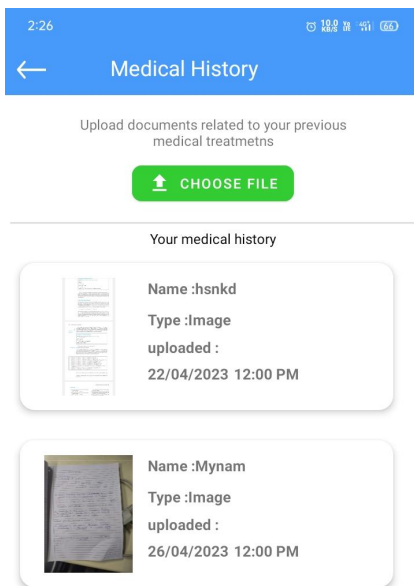 2:26
10.0 KB/S
4G
66
Medical History
Upload documents related to your previous
medical treatmetns
CHOOSE FILE
Your medical history
Name :hsnkd
Type :Image
uploaded :
22/04/2023 12:00 PM
Name :Mynam
Type :Image
uploaded :
26/04/2023 12:00 PM